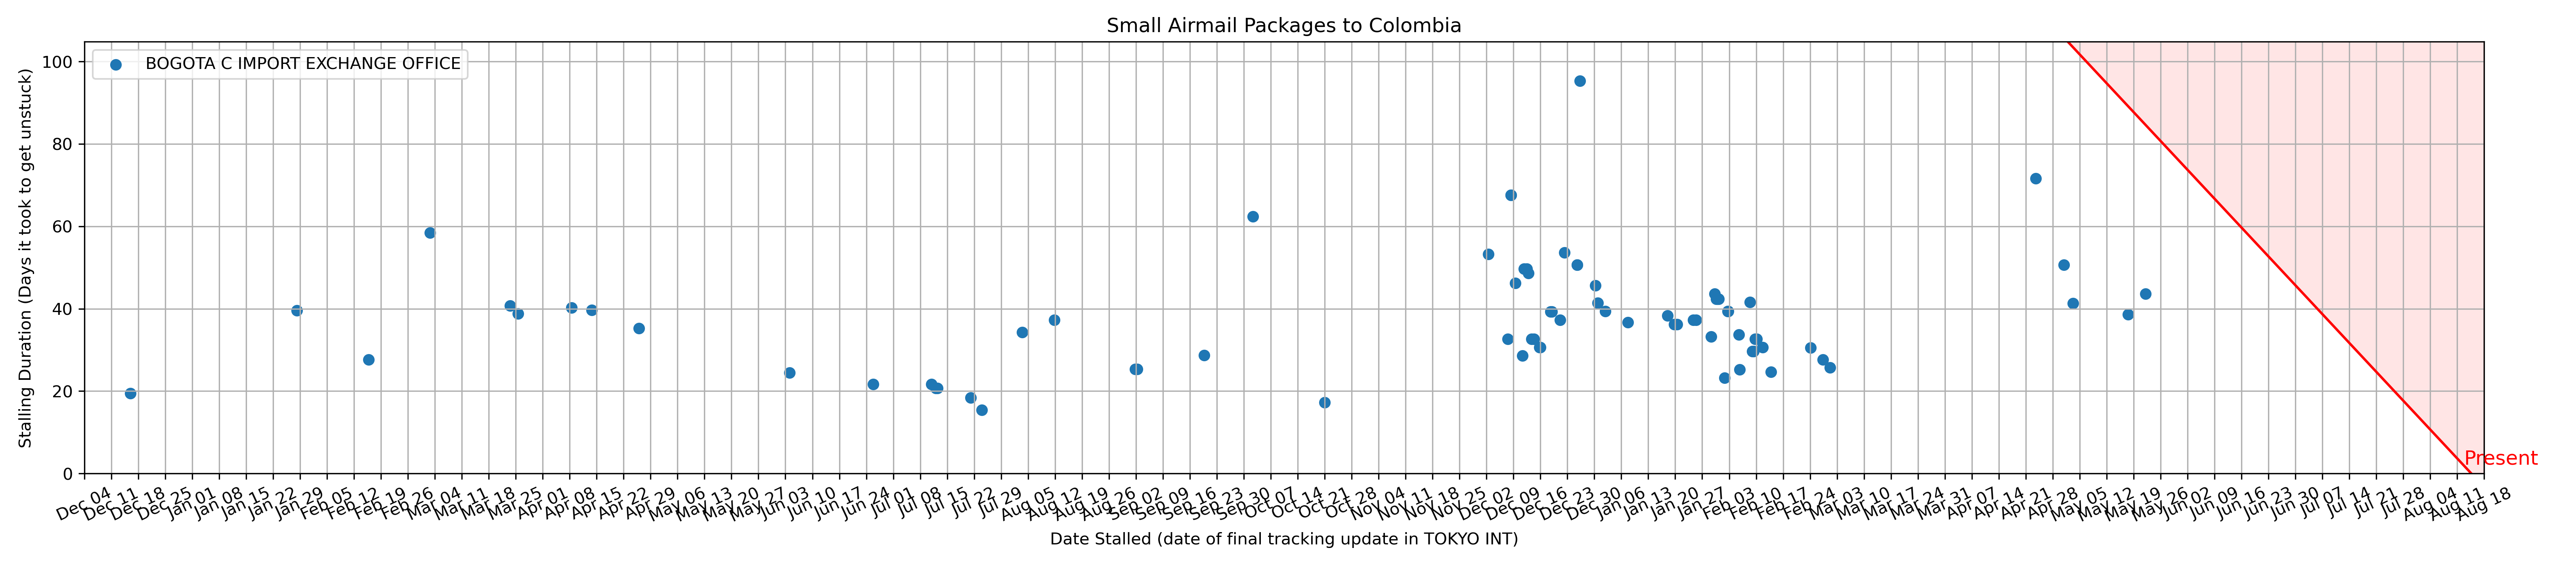 Small Airmail Packages to Colombia
BOGOTA C IMPORT EXCHANGE OFFICE
Stalling Duration (Days it took to get unstuck)
100
80
60
40
20
0
Present
Dec 04
Dec 11
Dec 18
Dec 25
Jan 01
Jan 08
Jan 15
Jan 22
Jan 29
Feb 05
Feb 12
Feb 19
Feb 26
Mar 04
Mar 11
Mar 18
Mar 25
Apr 01
Apr 08
Apr 15
Apr 22
Apr 29
May 06
May 13
May 20
May 27
Jun 03
Jun 10
Jun 17
Jun 24
Jul 01
Jul 08
Jul 15
Jul 22
Jul 29
Aug 05
Aug 12
Aug 19
Aug 26
Sep 02
Sep 09
Sep 16
Sep 23
Sep 30
Oct 07
Oct 14
Oct 21
Oct 28
Nov 04
Nov 11
Nov 18
Nov 25
Dec 02
Dec 09
Dec 16
Dec 23
Dec 30
Jan 06
Jan 13
Jan 20
Jan 27
Feb 03
Feb 10
Feb 17
Feb 24
Mar 03
Mar 10
Mar 17
Mar 24
Mar 31
Apr 07
Apr 14
Apr 21
Apr 28
May 05
May 12
May 19
May 26
Jun 02
Jun 09
Jun 16
Jun 23
Jun 30
Jul 07
Jul 14
Jul 21
Jul 28
Aug 04
Aug 11
Aug 18
Date Stalled (date of final tracking update in TOKYO INT)